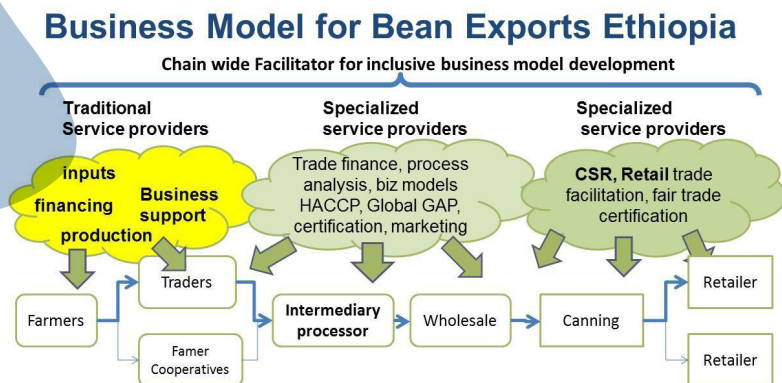 Business Model for Bean Exports Ethiopia
Chain wide Facilitator for inclusive business model development
Traditional
Service providers
Specialized
service providers
Specialized
service providers
inputs
financing
Business
support
production
Trade finance, process
analysis, biz models
HACCP, Global GAP,
certification, marketing
CSR, Retail trade
facilitation, fair trade
certification
Farmers
Traders
Famer
Cooperatives
Intermediary
processor
Wholesale
Canning
Retailer
Retailer